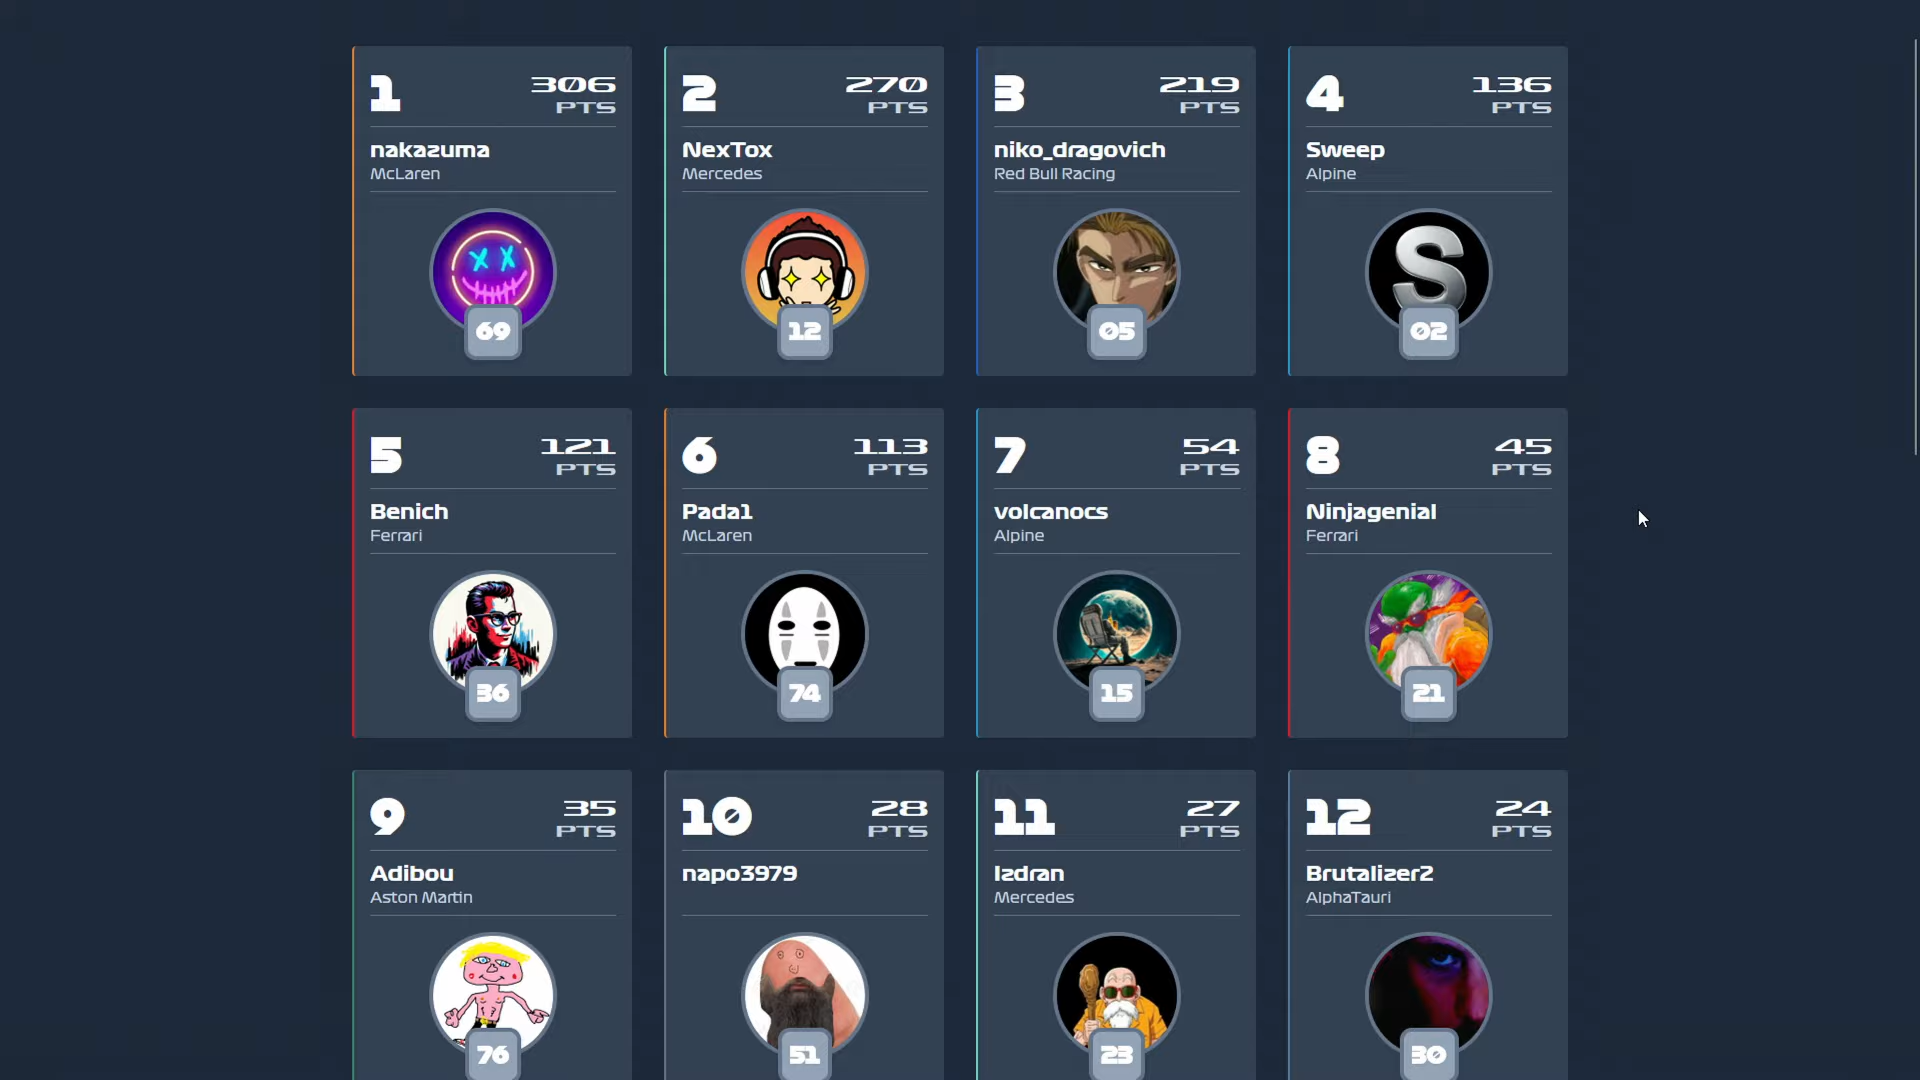 1
306
PTS
nakazuma
McLaren
69
2
270
PTS
NexTox
Mercedes
12
3
219
PTS
niko_dragovich
Red Bull Racing
05
4
136
PTS
Sweep
Alpine
S
02
5
121
PTS
Benich
Ferrari
36
6
113
PTS
Pada1
McLaren
74
7
54
PTS
volcanocs
Alpine
15
8
45
PTS
Ninjagenial
Ferrari
21
9
35
PTS
Adibou
Aston Martin
76
10
28
PTS
napo3979
51
11
27
PTS
Izdran
Mercedes
23
12
24
PTS
Brutalizer2
AlphaTauri
30